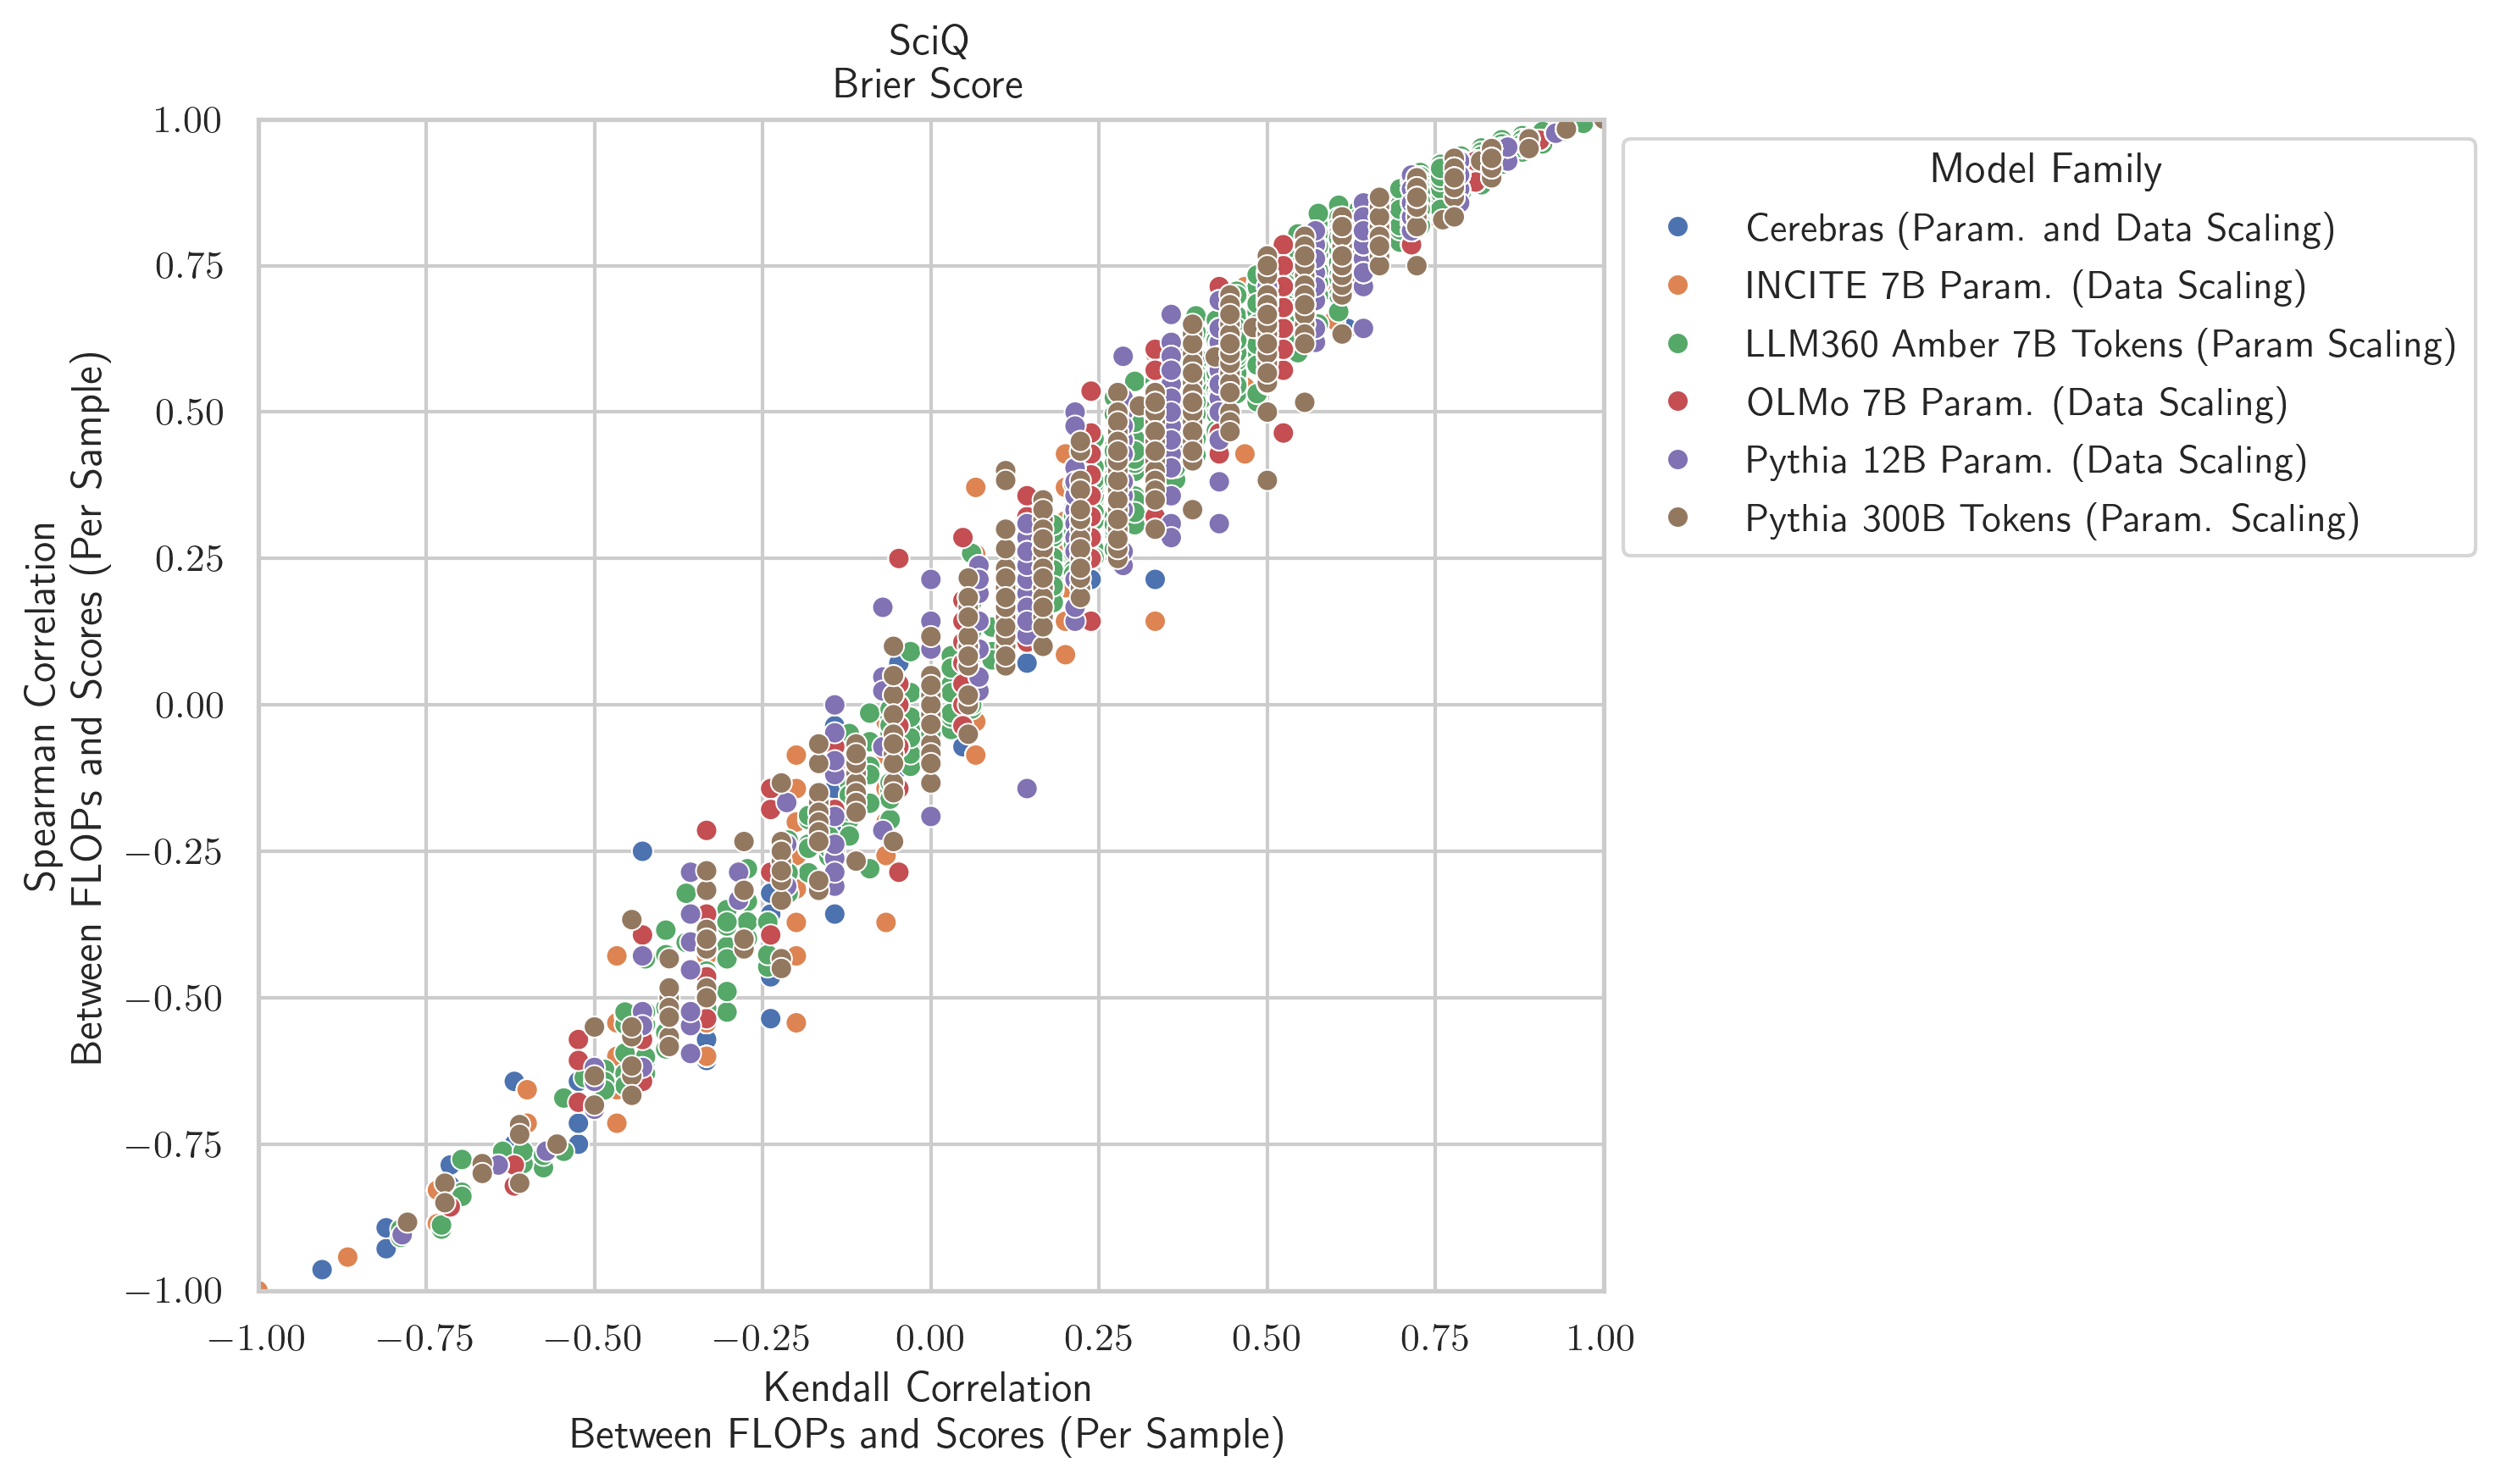 SciQ
Brier Score
1.00
0.75
0.50
0.25
0.00
−0.25
−0.50
−0.75
−1.00
Spearman Correlation
Between FLOPs and Scores (Per Sample)
−1.00 −0.75 −0.50 −0.25 0.00 0.25 0.50 0.75 1.00
Kendall Correlation
Between FLOPs and Scores (Per Sample)
Model Family
Cerebras (Param. and Data Scaling)
INCITE 7B Param. (Data Scaling)
LLM360 Amber 7B Tokens (Param Scaling)
OLMo 7B Param. (Data Scaling)
Pythia 12B Param. (Data Scaling)
Pythia 300B Tokens (Param. Scaling)